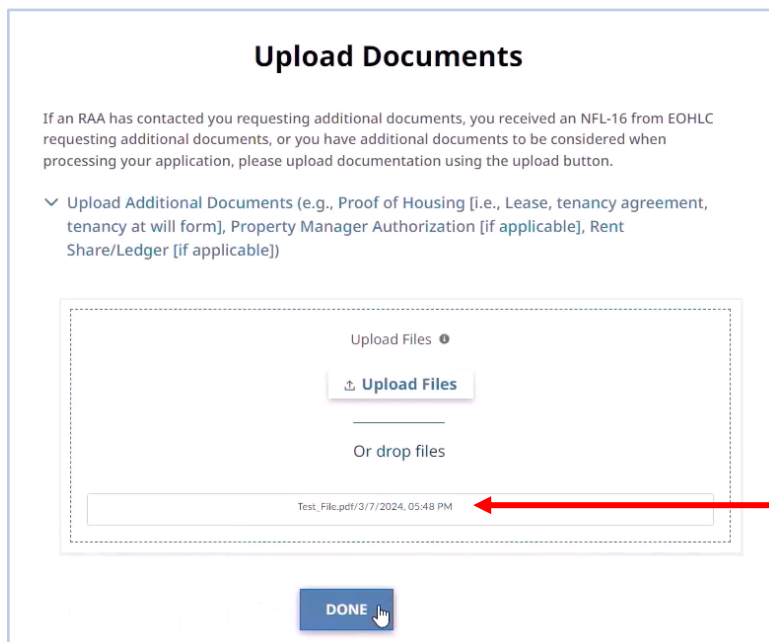 Upload Documents
If an RAA has contacted you requesting additional documents, you received an NFL-16 from EOHLC
requesting additional documents, or you have additional documents to be considered when
processing your application, please upload documentation using the upload button.
Upload Additional Documents (e.g., Proof of Housing [i.e., Lease, tenancy agreement,
tenancy at will form], Property Manager Authorization [if applicable], Rent
Share/Ledger [if applicable])
Upload Files
Upload Files
Or drop files
Test_File.pdf/3/7/2024, 05:48 PM
DONE